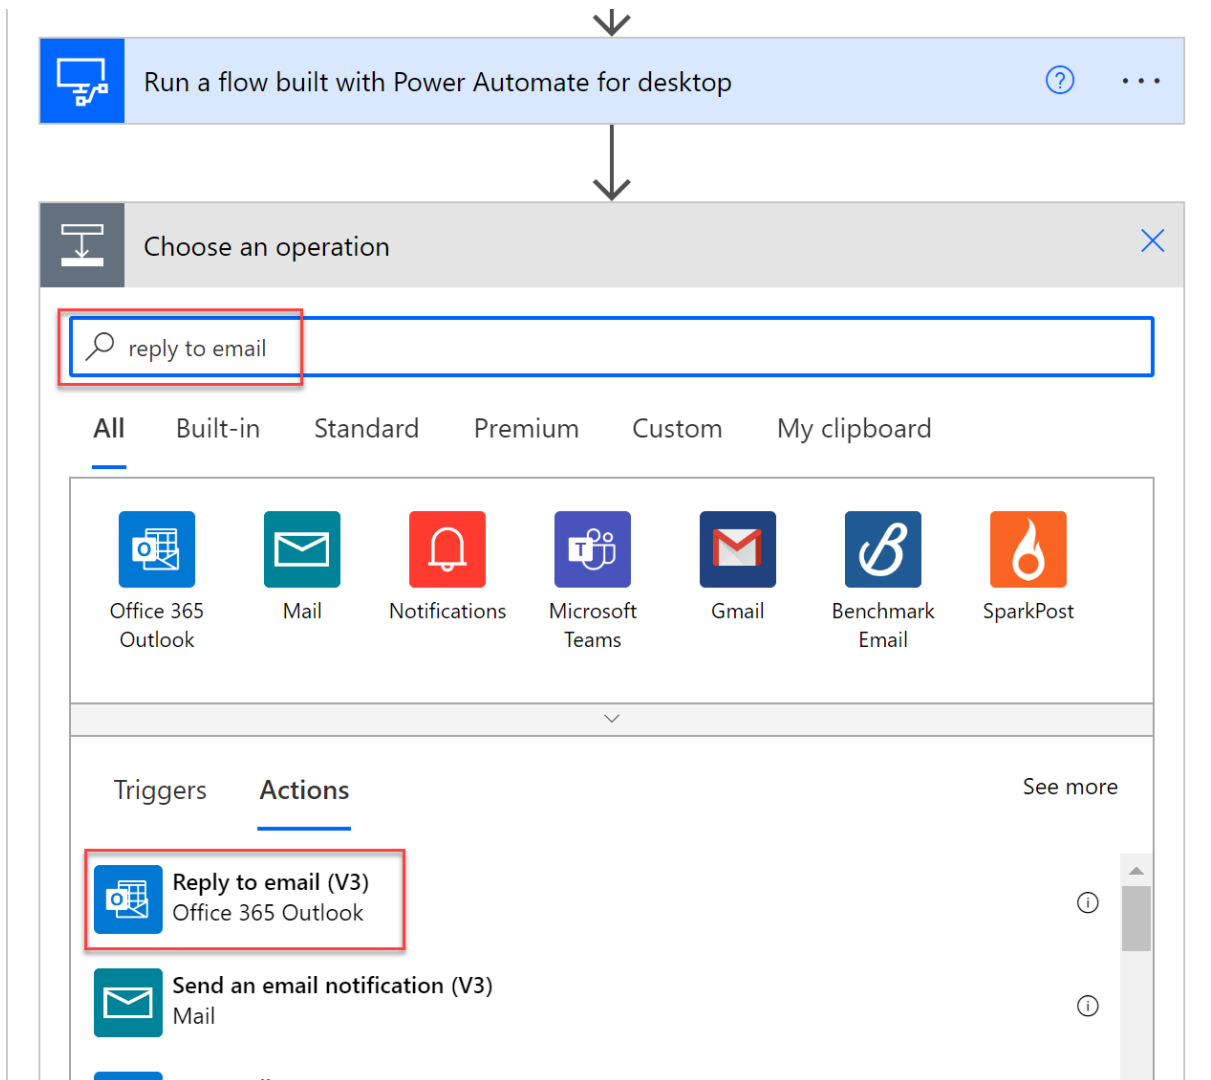 Run a flow built with Power Automate for desktop
Choose an operation
reply to email
All Built-in Standard Premium Custom My clipboard
Office 365 Outlook
Mail
Notifications
Microsoft Teams
Gmail
Benchmark Email
SparkPost
Triggers Actions See more
Reply to email (V3)
Office 365 Outlook
Send an email notification (V3)
Mail